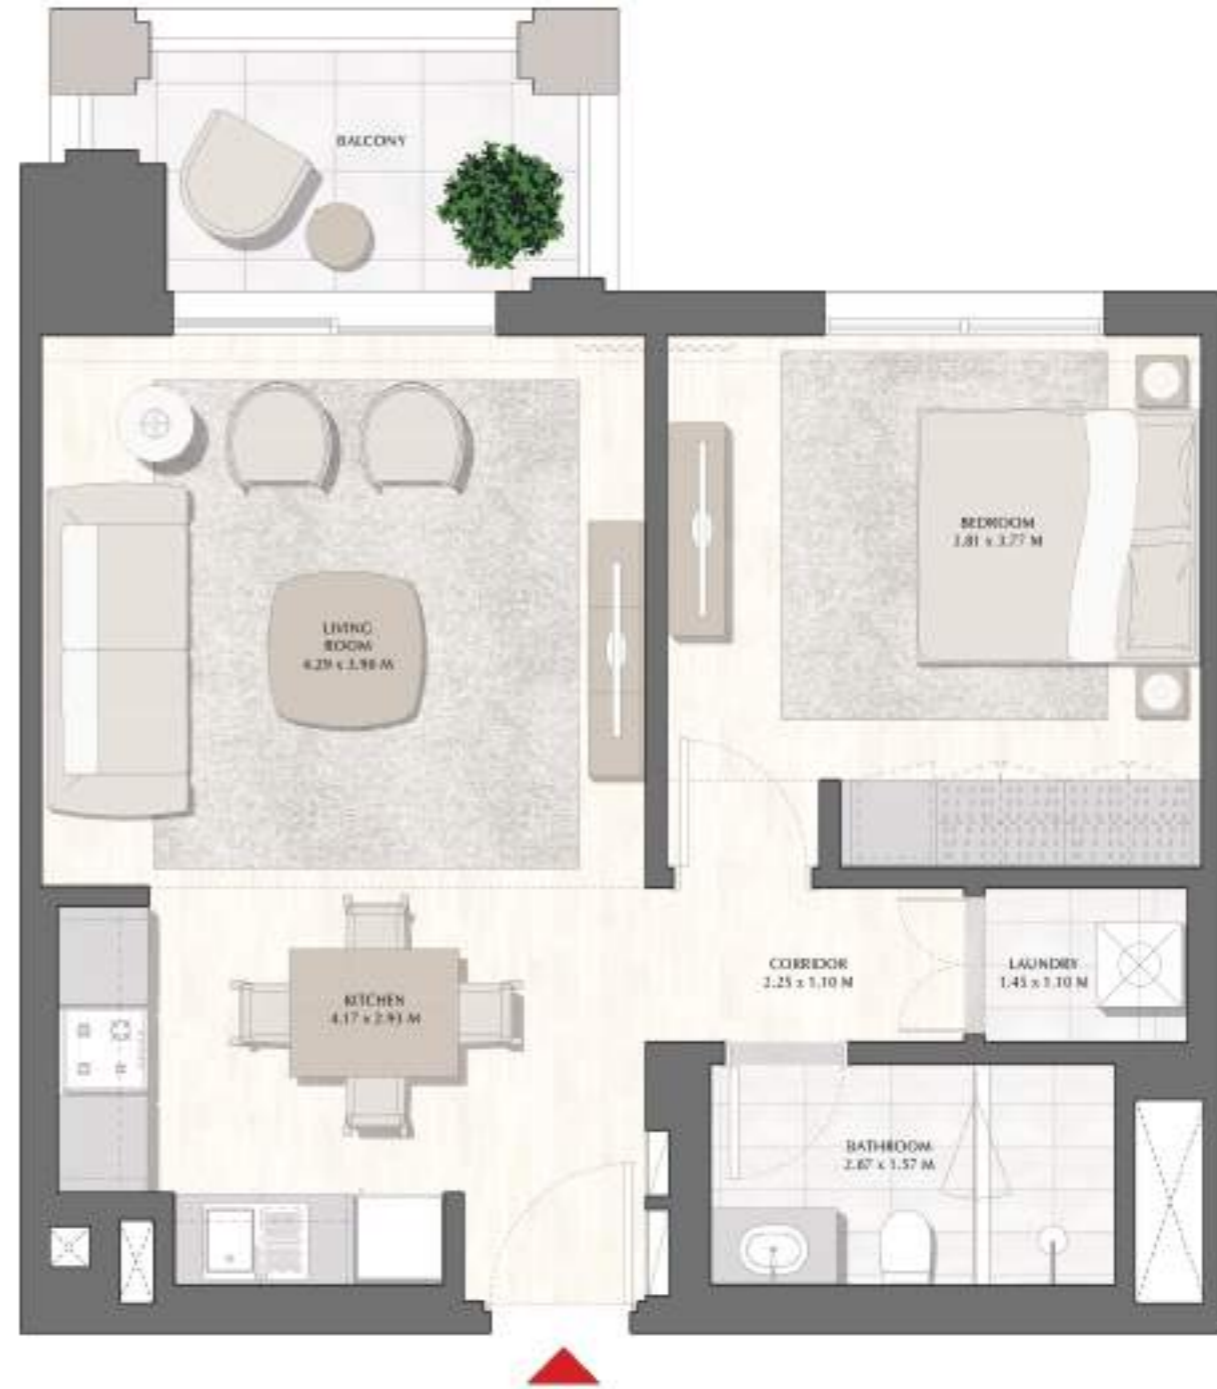 BALCONY
BEDROOM
3.81 x 3.77 M
LIVING
ROOM
4.29 x 3.90 M
CORRIDOR
2.25 x 1.10 M
LAUNDRY
1.45 x 1.10 M
KITCHEN
4.17 x 2.93 M
BATHROOM
2.87 x 1.57 M